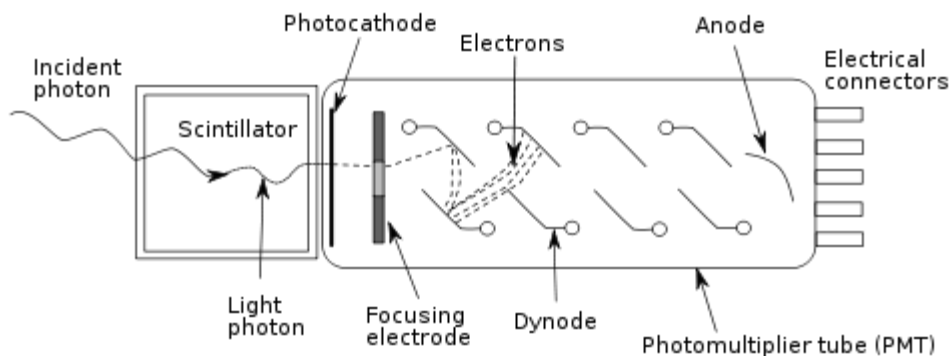 Photocathode
Anode
Electrons
Incident
photon
Electrical
connectors
Scintillator
Light
photon
Focusing
electrode
Dynode
Photomultiplier tube (PMT)